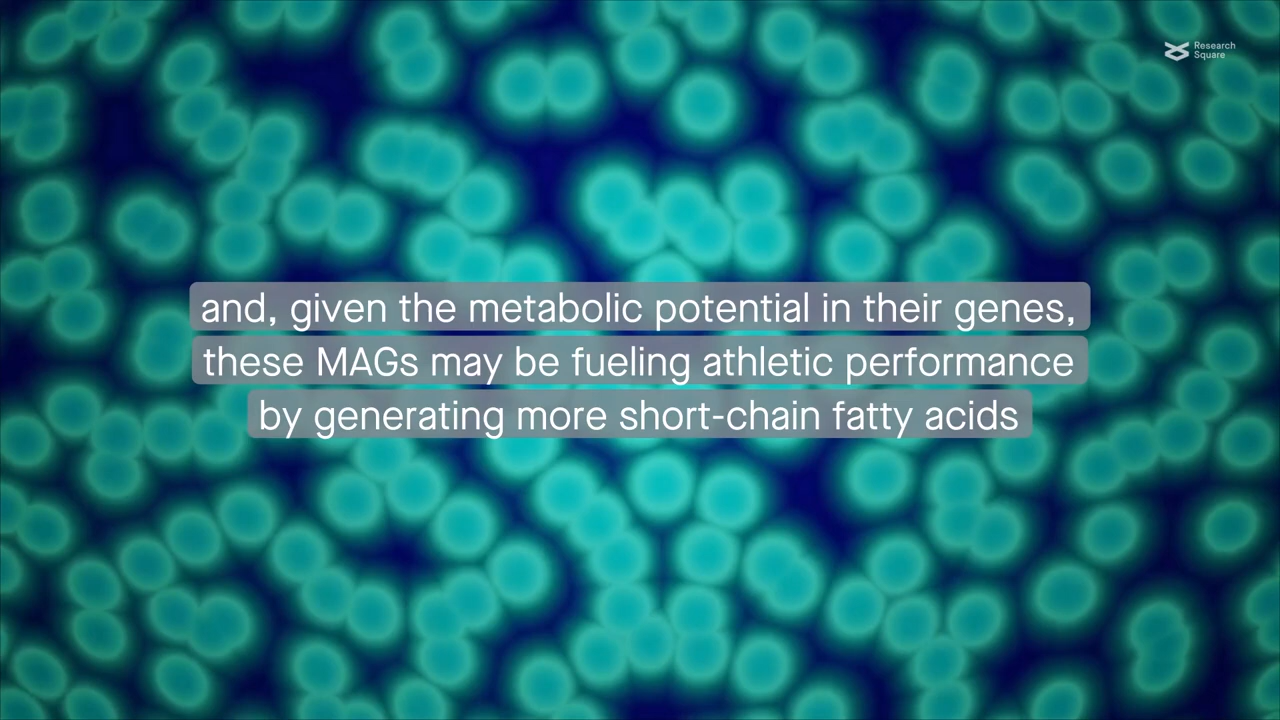 Research
Square
and, given the metabolic potential in their genes,
these MAGs may be fueling athletic performance
by generating more short-chain fatty acids